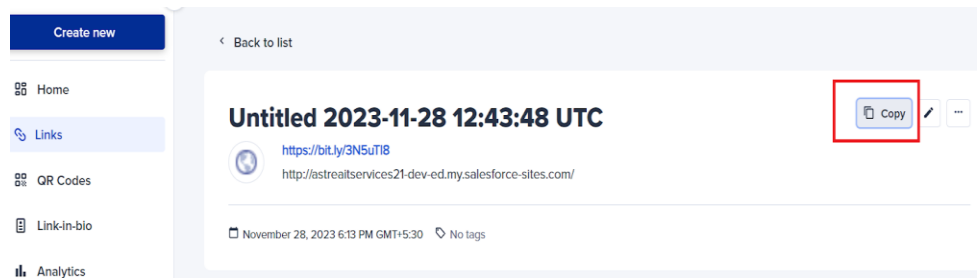 Create new
Home
Links
QR Codes
Link-in-bio
Analytics
Back to list
Untitled 2023-11-28 12:43:48 UTC
Copy
https://bit.ly/3N5uTl8
http://astreaitservices21-dev-ed.my.salesforce-sites.com/
November 28, 2023 6:13 PM GMT+5:30 No tags